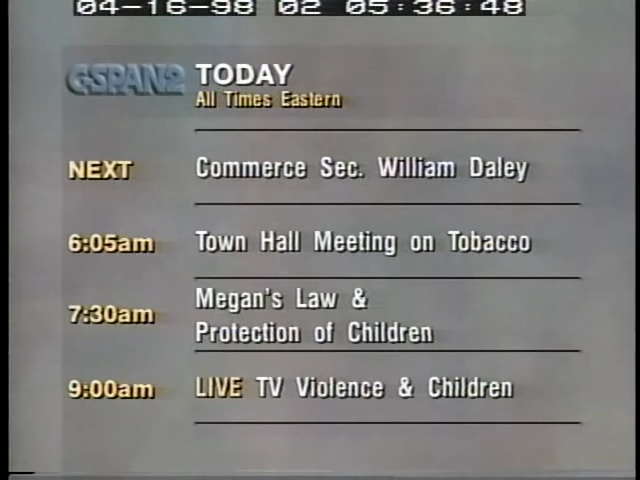 04-16-98 02 05:36:48
C-SPAN2 TODAY
All Times Eastern
NEXT Commerce Sec. William Daley
6:05am Town Hall Meeting on Tobacco
7:30am Megan's Law &
Protection of Children
9:00am LIVE TV Violence & Children